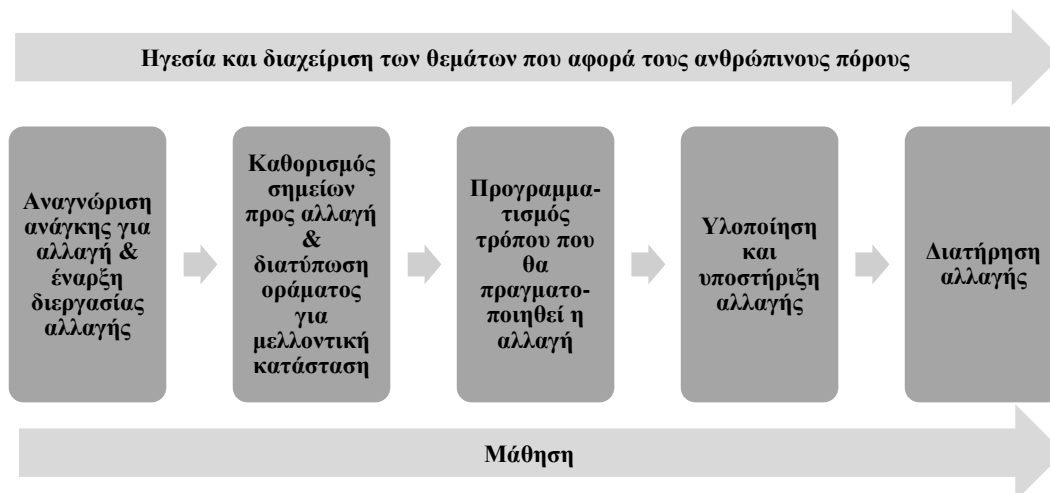 Ηγεσία και διαχείριση των θεμάτων που αφορά τους ανθρώπινους πόρους
Αναγνώριση
ανάγκης για
αλλαγή &
έναρξη
διεργασίας
αλλαγής
Καθορισμός
σημείων
προς αλλαγή
&
διατύπωση
οράματος
για
μελλοντική
κατάσταση
Προγραμμα-
τισμός
τρόπου που
θα
πραγματο-
ποιηθεί η
αλλαγή
Υλοποίηση
και
υποστήριξη
αλλαγής
Διατήρηση
αλλαγής
Μάθηση